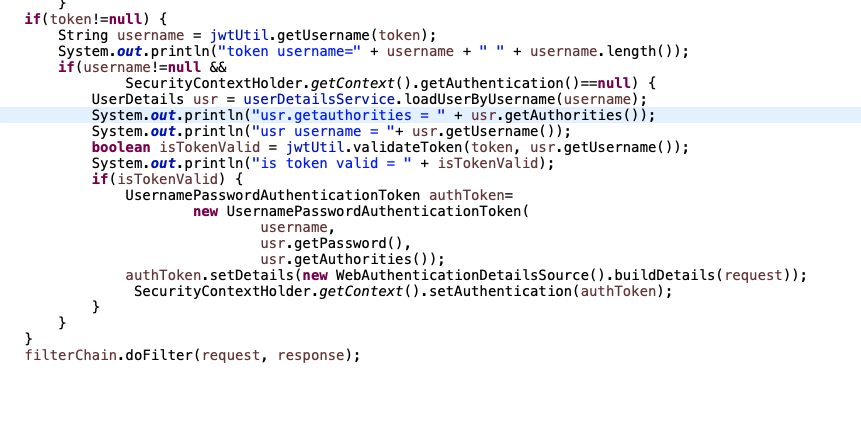 }
if(token!=null) {
String username = jwtUtil.getUsername(token);
System.out.println("token username=" + username + " " + username.length());
if(username!=null &&
SecurityContextHolder.getContext().getAuthentication()==null) {
UserDetails usr = userDetailsService.loadUserByUsername(username);
System.out.println("usr.getauthorities = " + usr.getAuthorities());
System.out.println("usr username = "+ usr.getUsername());
boolean isTokenValid = jwtUtil.validateToken(token, usr.getUsername());
System.out.println("is token valid = " + isTokenValid);
if(isTokenValid) {
UsernamePasswordAuthenticationToken authToken=
new UsernamePasswordAuthenticationToken(
username,
usr.getPassword(),
usr.getAuthorities());
authToken.setDetails(new WebAuthenticationDetailsSource().buildDetails(request));
SecurityContextHolder.getContext().setAuthentication(authToken);
}
}
}
filterChain.doFilter(request, response);